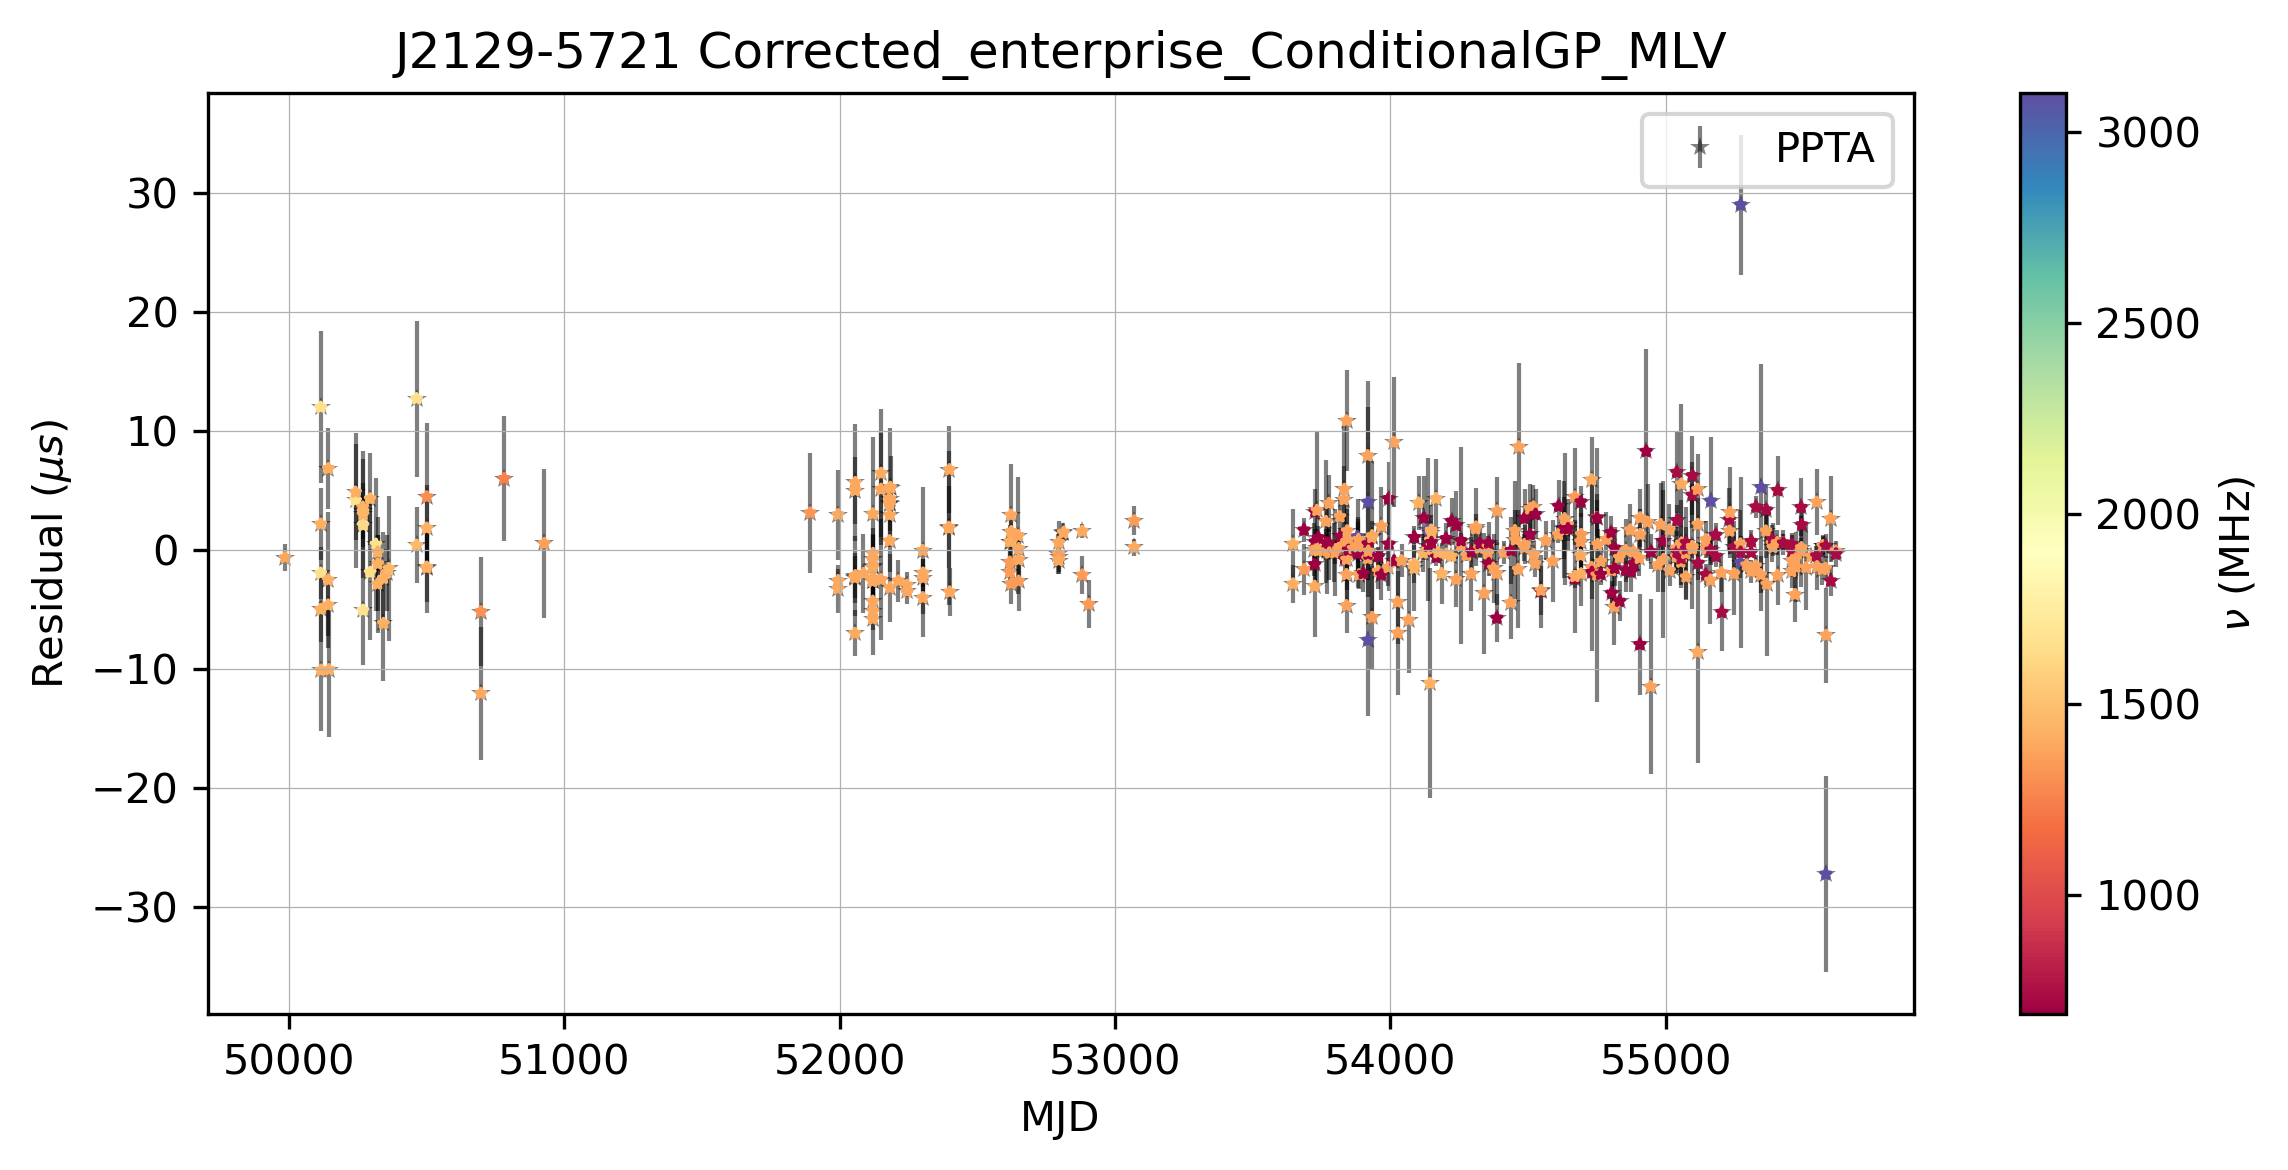 J2129-5721 Corrected_enterprise_ConditionalGP_MLV
PPTA
30
20
10
0
−10
−20
−30
Residual (μs)
50000 51000 52000 53000 54000 55000
MJD
3000
2500
2000
1500
1000
ν (MHz)